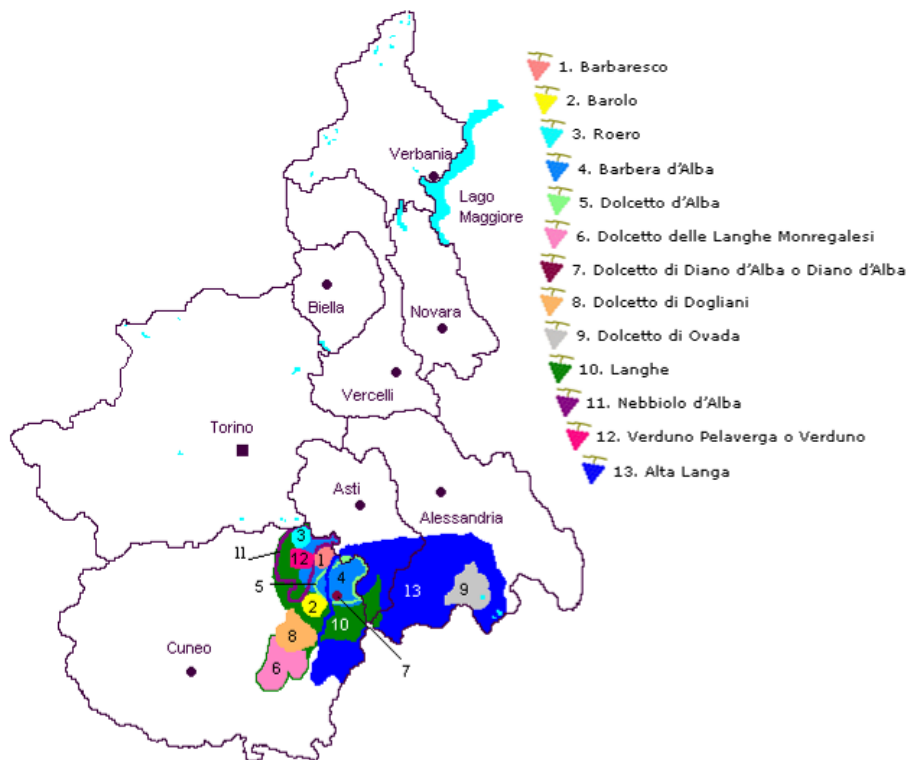 1. Barbaresco
2. Barolo
3. Roero
4. Barbera d'Alba
5. Dolcetto d'Alba
6. Dolcetto delle Langhe Monregalesi
7. Dolcetto di Diano d'Alba o Diano d'Alba
8. Dolcetto di Dogliani
9. Dolcetto di Ovada
10. Langhe
11. Nebbiolo d'Alba
12. Verduno Pelaverga o Verduno
13. Alta Langa
Verbania
Lago
Maggiore
Biella
Novara
Vercelli
Torino
Asti
Alessandria
3
11
12
1
5
4
13
9
2
10
8
Cuneo
6
7